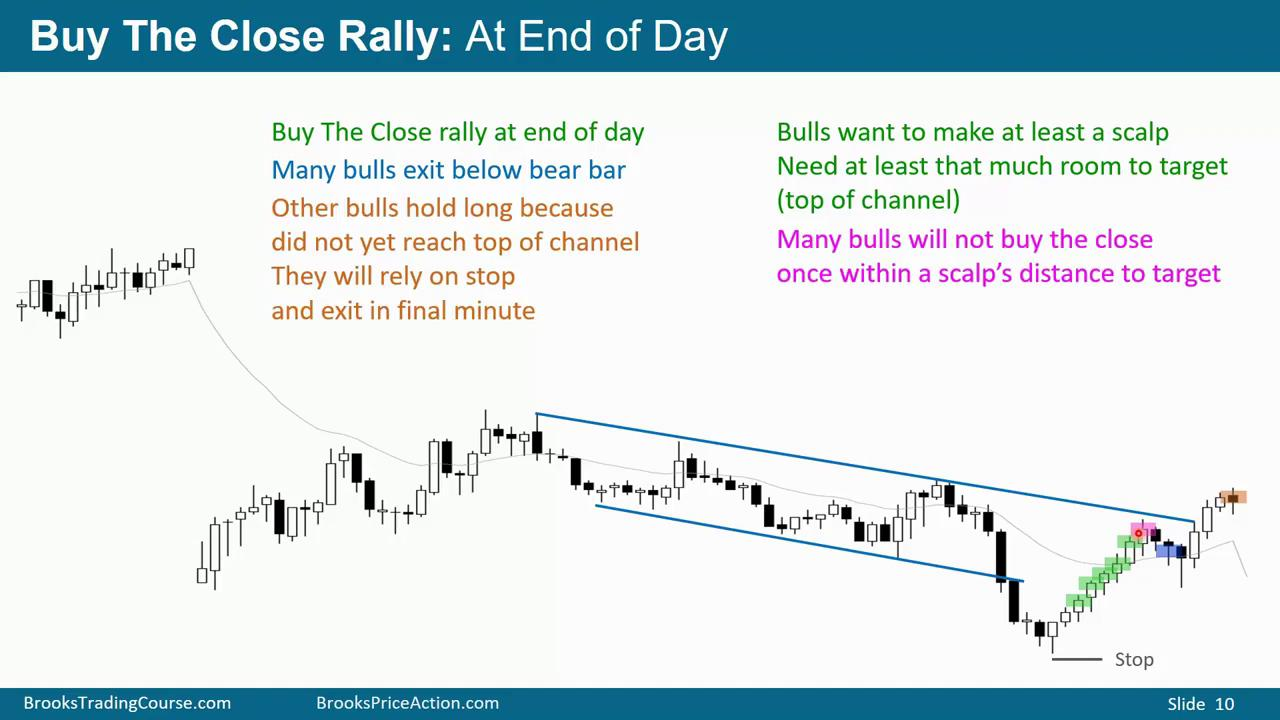 Buy The Close Rally: At End of Day
Buy The Close rally at end of day
Many bulls exit below bear bar
Other bulls hold long because
did not yet reach top of channel
They will rely on stop
and exit in final minute
Bulls want to make at least a scalp
Need at least that much room to target
(top of channel)
Many bulls will not buy the close
once within a scalp’s distance to target
Stop
BrooksTradingCourse.com
BrooksPriceAction.com
Slide 10